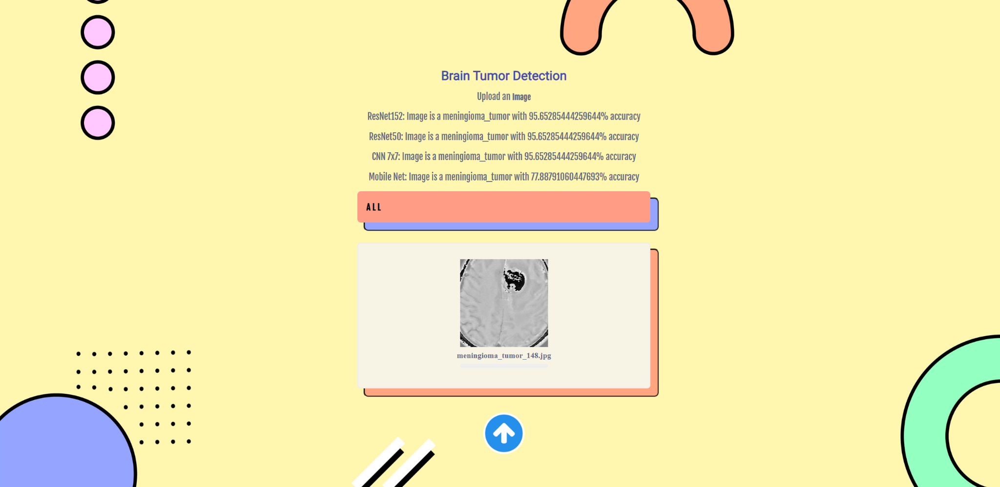 Brain Tumor Detection
Upload an Image
ResNet152: Image is a meningioma_tumor with 95.65285444259644% accuracy
ResNet50: Image is a meningioma_tumor with 95.65285444259644% accuracy
CNN 7x7: Image is a meningioma_tumor with 95.65285444259644% accuracy
Mobile Net: Image is a meningioma_tumor with 77.88791060447693% accuracy
ALL
meningioma_tumor_148.jpg